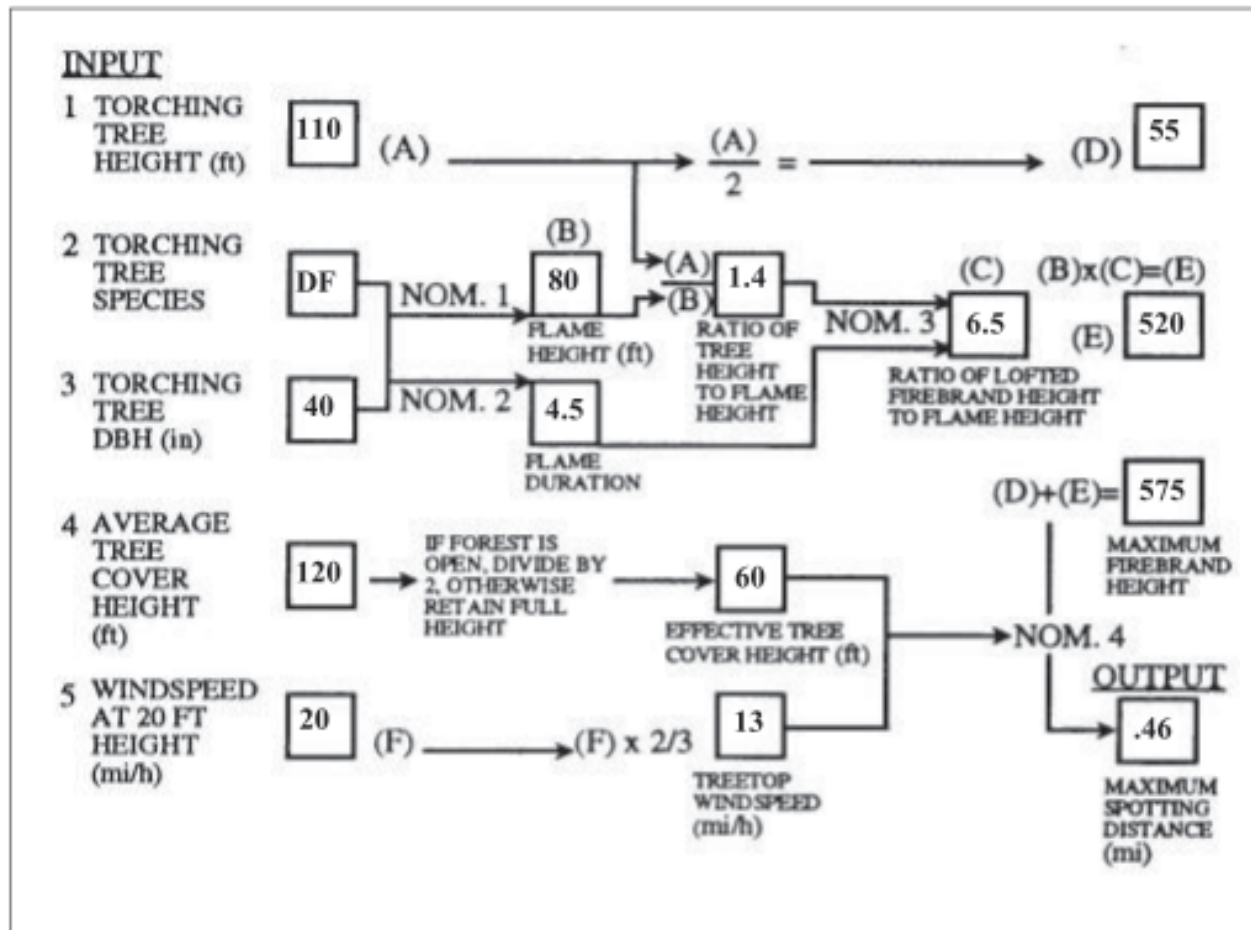 INPUT
1 TORCHING
TREE
HEIGHT (ft)
110
(A)
(A)
2
=
(D)
55
2 TORCHING
TREE
SPECIES
DF
NOM. 1
(B)
80
FLAME
HEIGHT (ft)
(A)
(B)
1.4
RATIO OF
TREE
HEIGHT
TO FLAME
HEIGHT
NOM. 3
(C)
6.5
RATIO OF LOFTED
FIREBRAND HEIGHT
TO FLAME HEIGHT
(B)x(C)=(E)
(E)
520
3 TORCHING
TREE
DBH (in)
40
NOM. 2
4.5
FLAME
DURATION
(D)+(E)=
575
MAXIMUM
FIREBRAND
HEIGHT
4 AVERAGE
TREE
COVER
HEIGHT
(ft)
120
IF FOREST IS
OPEN, DIVIDE BY
2, OTHERWISE
RETAIN FULL
HEIGHT
60
EFFECTIVE TREE
COVER HEIGHT (ft)
NOM. 4
5 WINDSPEED
AT 20 FT
HEIGHT
(mi/h)
20
(F)
(F) x 2/3
13
TREETOP
WINDSPEED
(mi/h)
OUTPUT
.46
MAXIMUM
SPOTTING
DISTANCE
(mi)